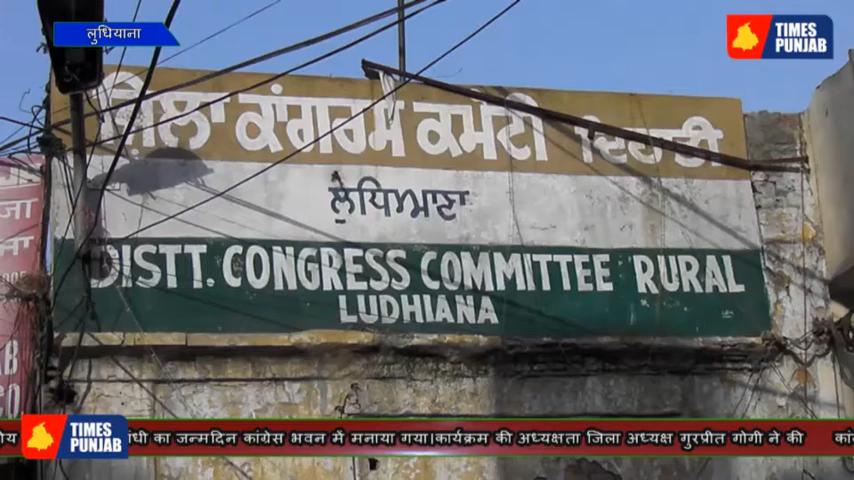 लुधियाना
TIMES
PUNJAB
ਜ਼ਿਲਾ ਕਾਂਗਰਸ ਕਮੇਟੀ ਦਿਹਾਤੀ
ਲੁਧਿਆਣਾ
DISTT. CONGRESS COMMITTEE RURAL
LUDHIANA
TIMES
PUNJAB
का जन्मदिन कांग्रेस भवन में मनाया गया।कार्यक्रम की अध्यक्षता जिला अध्यक्ष गुरप्रीत गोगी ने की